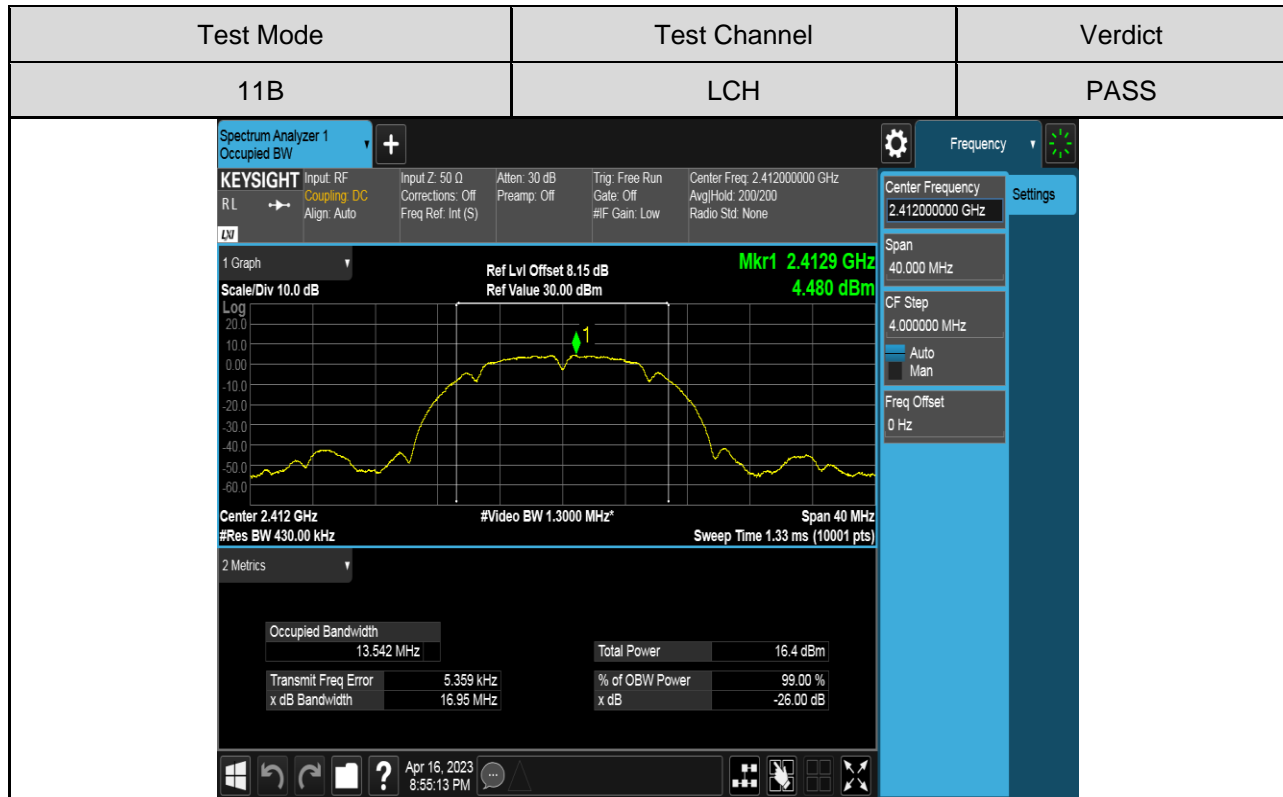 Test Mode Test Channel Verdict
11B LCH PASS
Spectrum Analyzer 1
Occupied BW
+
Frequency
KEYSIGHT Input: RF Input Z: 50 Ω Atten: 30 dB Trig: Free Run Center Freq: 2.412000000 GHz
RL Coupling: DC Corrections: Off Preamp: Off Gate: Off Avg|Hold: 200/200
Align: Auto Freq Ref: Int (S) #IF Gain: Low Radio Std: None
LXI
Center Frequency
2.412000000 GHz
Settings
Span
40.000 MHz
CF Step
4.000000 MHz
Auto
Man
Freq Offset
0 Hz
1 Graph
Ref Lvl Offset 8.15 dB
Mkr1 2.4129 GHz
Scale/Div 10.0 dB
Ref Value 30.00 dBm
4.480 dBm
Log
20.0
10.0
0.00
-10.0
-20.0
-30.0
-40.0
-50.0
-60.0
1
Center 2.412 GHz #Video BW 1.3000 MHz* Span 40 MHz
#Res BW 430.00 kHz Sweep Time 1.33 ms (10001 pts)
2 Metrics
Occupied Bandwidth
13.542 MHz
Total Power 16.4 dBm
Transmit Freq Error 5.359 kHz % of OBW Power 99.00 %
x dB Bandwidth 16.95 MHz x dB -26.00 dB
?
Apr 16, 2023
8:55:13 PM